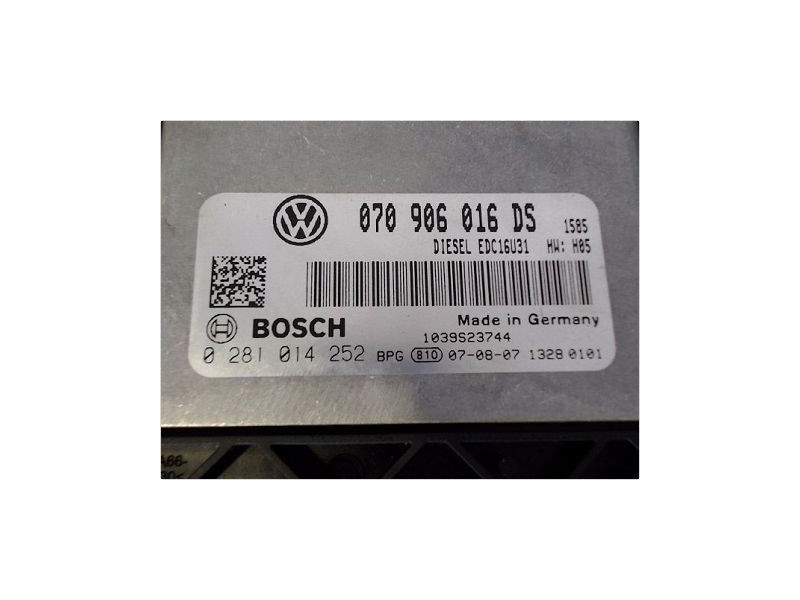 070 906 016 DS 1585
DIESEL EDC16U31 HW: H05
BOSCH Made in Germany
1039S23744
0 281 014 252 BPG 810 07-08-07 1328 0101
A66-